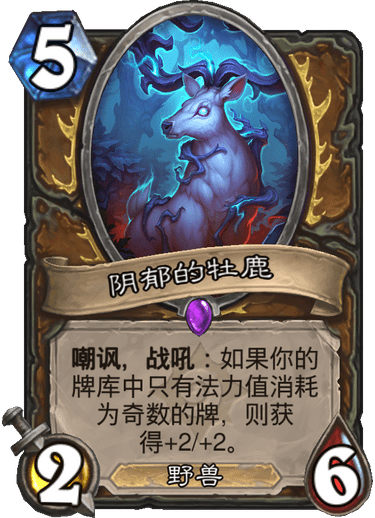 5
阴郁的牡鹿
嘲讽，战吼：如果你的
牌库中只有法力值消耗
为奇数的牌，则获
得+2/+2。
2
野兽
6